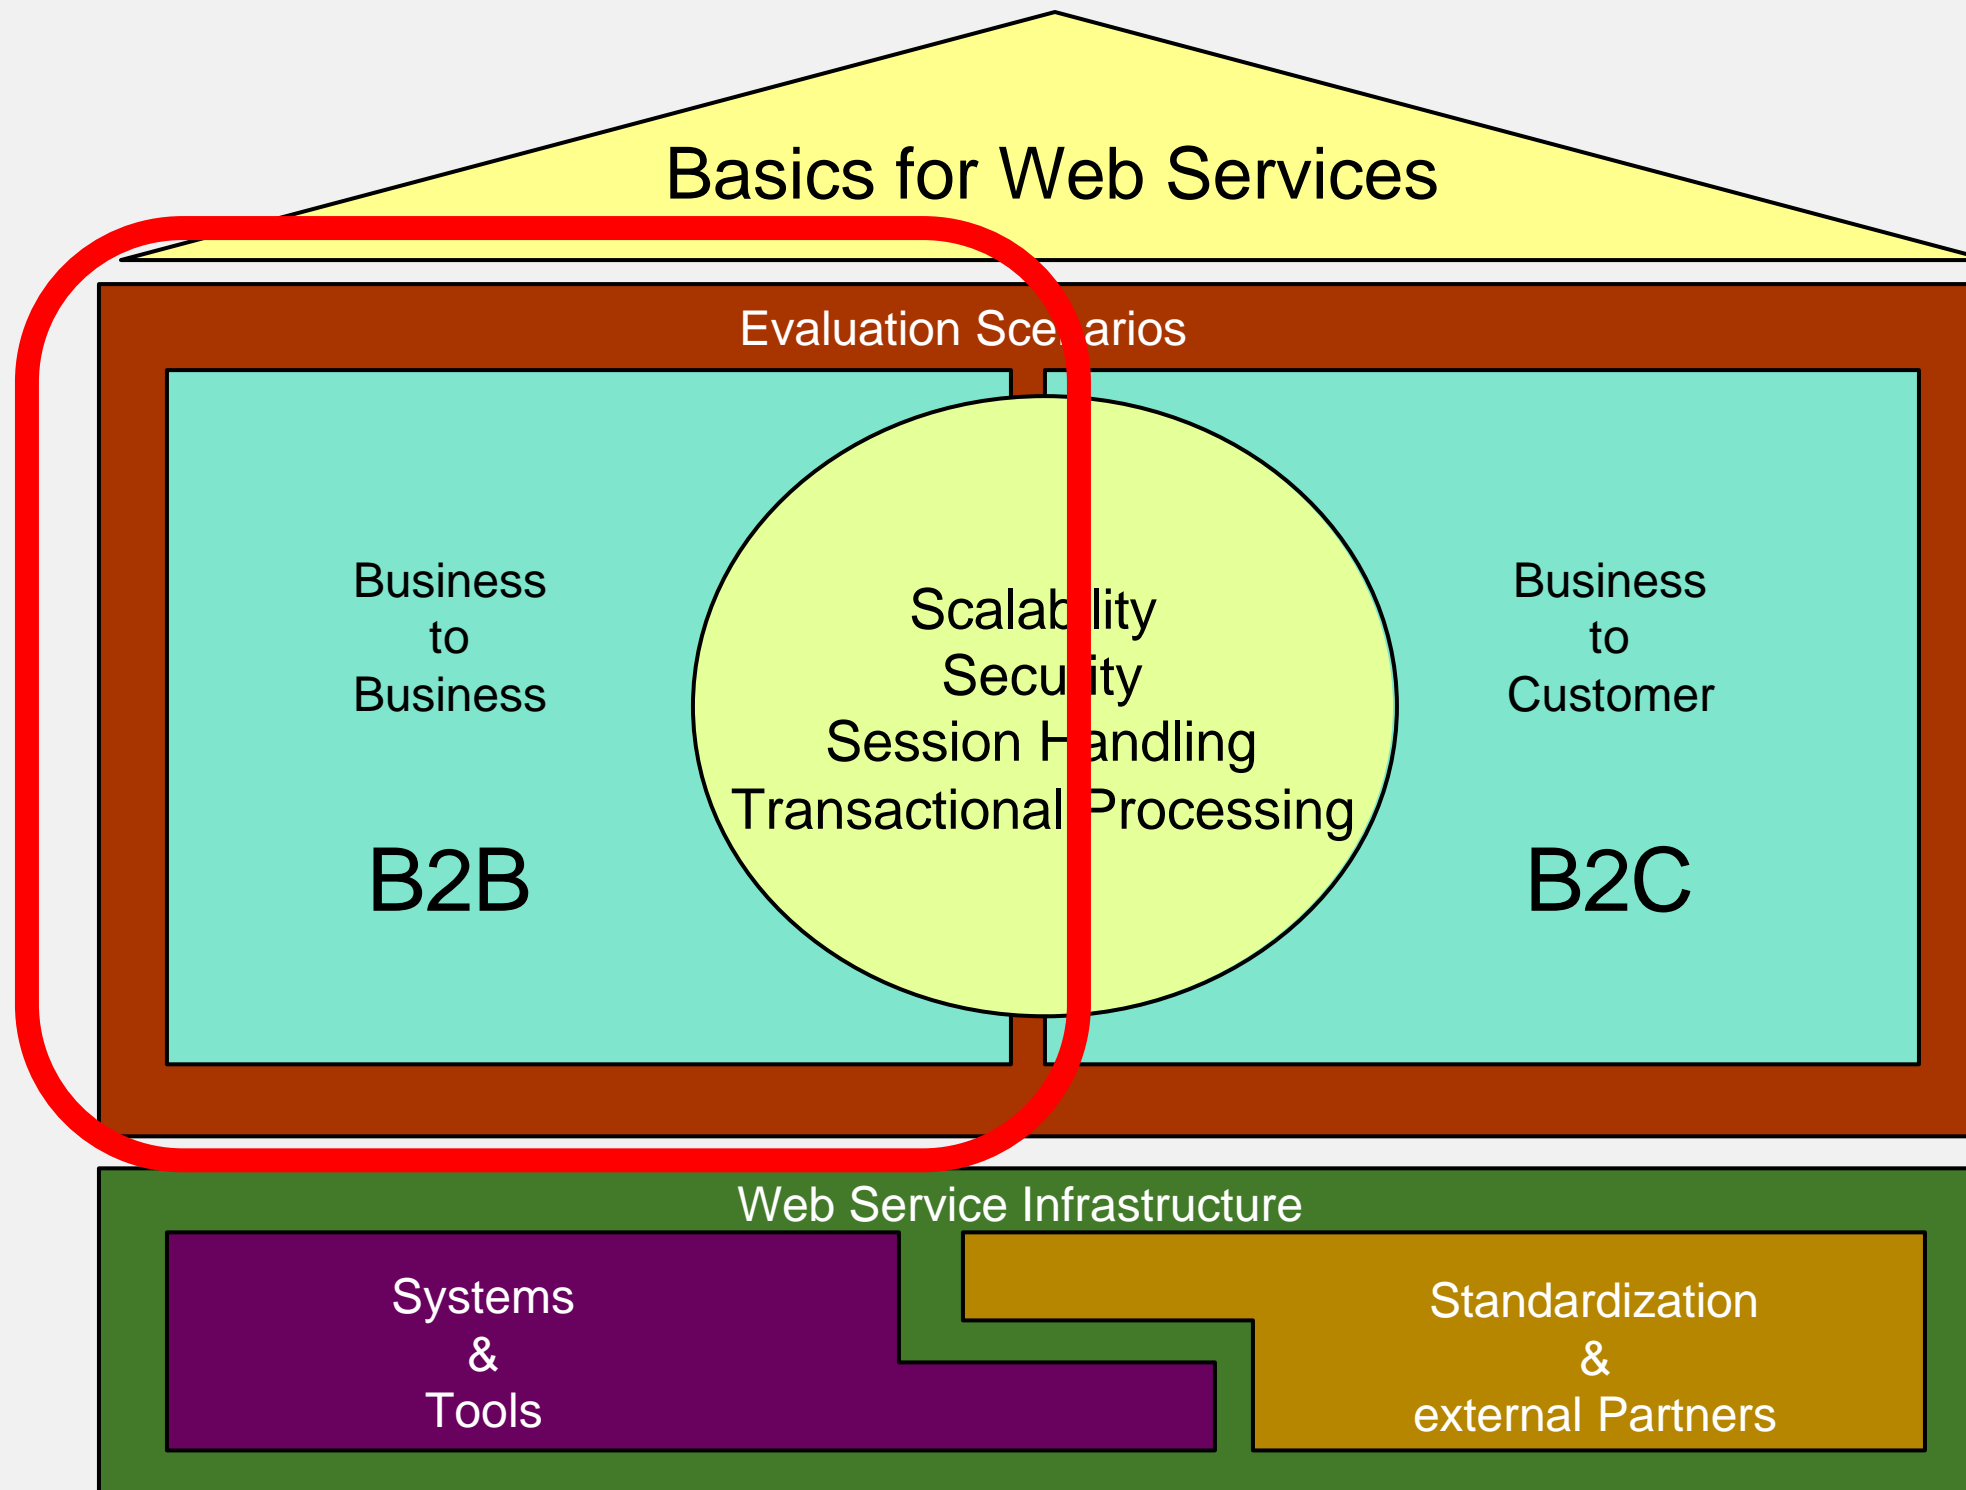 Basics for Web Services
Evaluation Scenarios
Business
to
Business
B2B
Scalability
Security
Session Handling
Transactional Processing
Business
to
Customer
B2C
Web Service Infrastructure
Systems
&
Tools
Standardization
&
external Partners